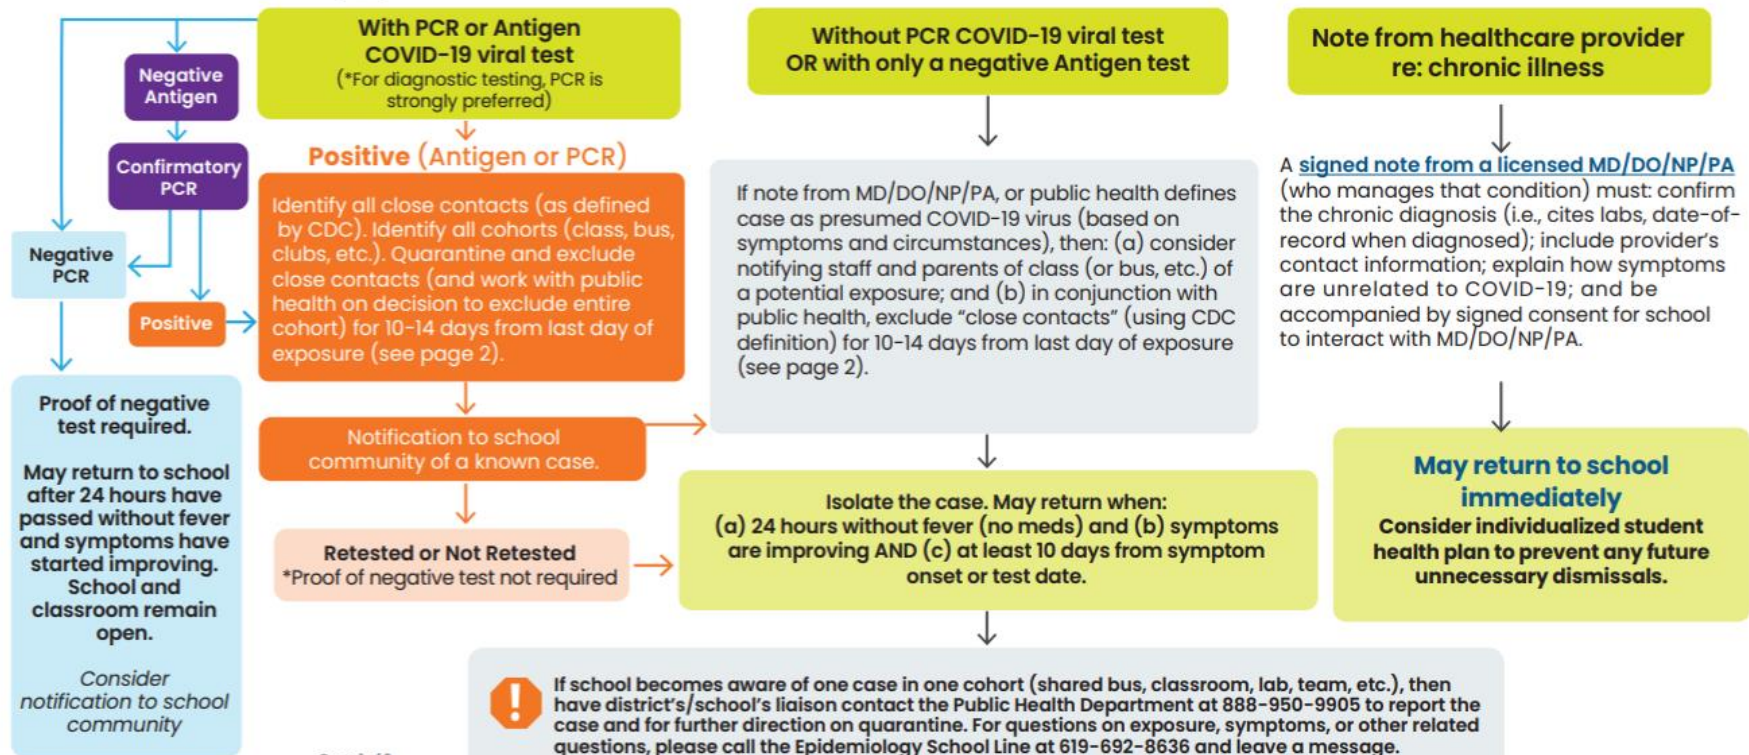 With PCR or Antigen
COVID-19 viral test
(*For diagnostic testing, PCR is
strongly preferred)
Negative
Antigen
Confirmatory
PCR
Negative
PCR
Positive
Proof of negative
test required.
May return to school
after 24 hours have
passed without fever
and symptoms have
started improving.
School and
classroom remain
open.
Consider
notification to school
community
Positive (Antigen or PCR)
Identify all close contacts (as defined
by CDC). Identify all cohorts (class, bus,
clubs, etc.). Quarantine and exclude
close contacts (and work with public
health on decision to exclude entire
cohort) for 10-14 days from last day of
exposure (see page 2).
Notification to school
community of a known case.
Retested or Not Retested
*Proof of negative test not required
Without PCR COVID-19 viral test
OR with only a negative Antigen test
If note from MD/DO/NP/PA, or public health defines
case as presumed COVID-19 virus (based on
symptoms and circumstances), then: (a) consider
notifying staff and parents of class (or bus, etc.) of
a potential exposure; and (b) in conjunction with
public health, exclude “close contacts” (using CDC
definition) for 10-14 days from last day of exposure
(see page 2).
Isolate the case. May return when:
(a) 24 hours without fever (no meds) and (b) symptoms
are improving AND (c) at least 10 days from symptom
onset or test date.
Note from healthcare provider
re: chronic illness
A signed note from a licensed MD/DO/NP/PA
(who manages that condition) must: confirm
the chronic diagnosis (i.e., cites labs, date-of-
record when diagnosed); include provider’s
contact information; explain how symptoms
are unrelated to COVID-19; and be
accompanied by signed consent for school
to interact with MD/DO/NP/PA.
May return to school
immediately
Consider individualized student
health plan to prevent any future
unnecessary dismissals.
!
If school becomes aware of one case in one cohort (shared bus, classroom, lab, team, etc.), then
have district’s/school’s liaison contact the Public Health Department at 888-950-9905 to report the
case and for further direction on quarantine. For questions on exposure, symptoms, or other related
questions, please call the Epidemiology School Line at 619-692-8636 and leave a message.